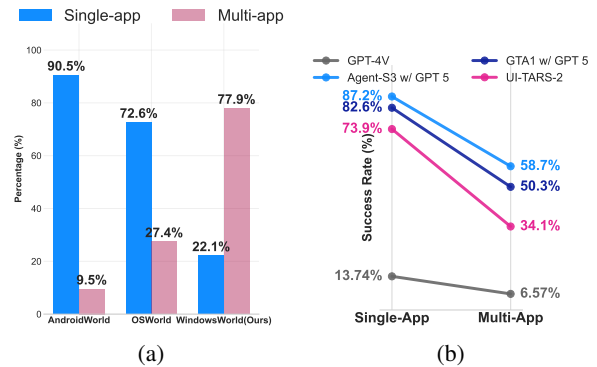 Single-app Multi-app
Percentage (%)
100
80
60
40
20
0
90.5%
9.5%
72.6%
27.4%
22.1%
77.9%
AndroidWorld OSWorld WindowsWorld(Ours)
(a)
GPT-4V GTA1 w/ GPT 5
Agent-S3 w/ GPT 5 UI-TARS-2
Success Rate (%)
87.2%
82.6%
73.9%
13.74%
58.7%
50.3%
34.1%
6.57%
Single-App Multi-App
(b)